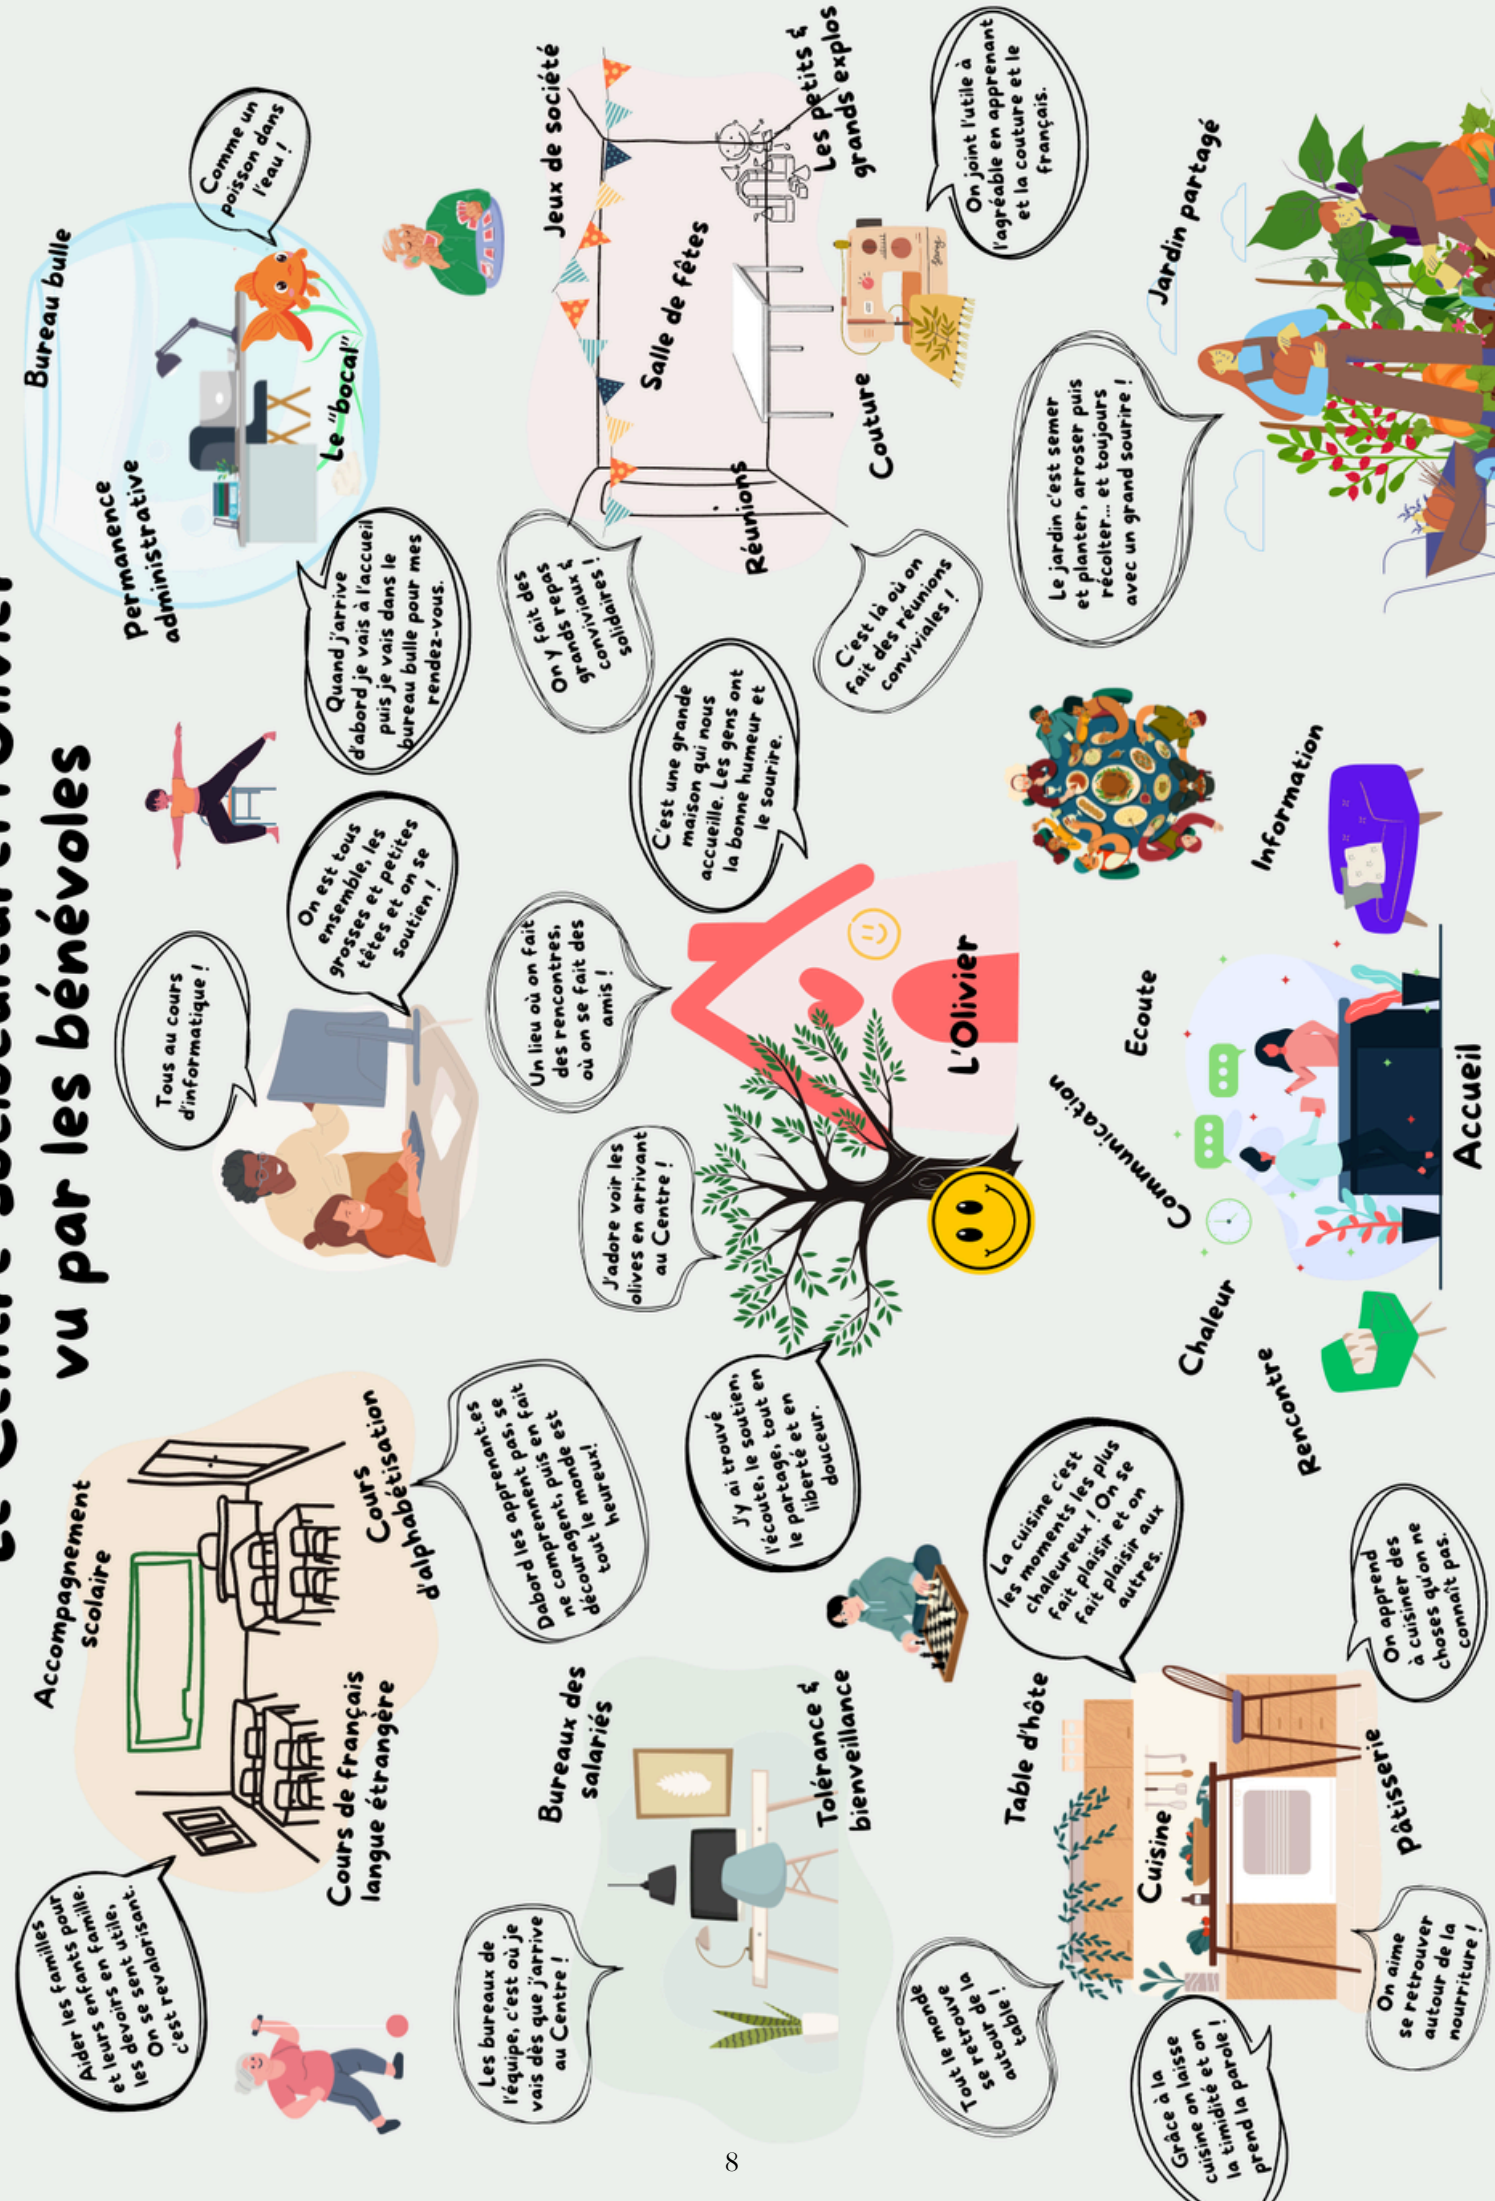 Le Centre Socioculturel l'Olivier
vu par les bénévoles
Aider les familles
et leurs enfants pour
les devoirs en famille.
On se sent utile,
c'est revalorisant.
Accompagnement
scolaire
Cours de français
langue étrangère
Cours
d'alphabétisation
Dabord les apprenant.es
ne comprennent pas, se
découragent, puis en fait
tout le monde est
heureux!
Tous au cours
d'informatique !
On est tous
ensemble, les
grosses et petites
têtes et on se
soutien !
Permanence
administrative
Bureau bulle
Le "bocal"
Comme un
poisson dans
l'eau !
Quand j'arrive
d'abord je vais à l'accueil
puis je vais dans le
bureau bulle pour mes
rendez-vous.
Les bureaux de
l'équipe, c'est où je
vais dès que j'arrive
au Centre !
Bureaux des
salariés
Tolérance &
bienveillance
J'y ai trouvé
l'écoute, le soutien,
le partage, tout en
liberté et en
douceur.
J'adore voir les
olives en arrivant
au Centre !
Un lieu où on fait
des rencontres,
où on se fait des
amis !
C'est une grande
maison qui nous
accueille. Les gens ont
la bonne humeur et
le sourire.
L'Olivier
On y fait des
grands repas
conviviaux &
solidaires !
Jeux de société
Salle de fêtes
Réunions
Les petits &
grands explos
Couture
C'est là où on
fait des réunions
conviviales !
On joint l'utile à
l'agréable en apprenant
et la couture et le
français.
Tout le monde
se retrouve
autour de la
table !
Table d'hôte
La cuisine c'est
les moments les plus
chaleureux ! On se
fait plaisir et on
fait plaisir aux
autres.
Cuisine
Pâtisserie
Grâce à la
cuisine on laisse
la timidité et on
prend la parole !
On aime
se retrouver
autour de la
nourriture !
On apprend
à cuisiner des
choses qu'on ne
connaît pas.
Rencontre
Chaleur
Communication
Ecoute
Information
Accueil
Le jardin c'est semer
et planter, arroser puis
récolter... et toujours
avec un grand sourire !
Jardin partagé
8